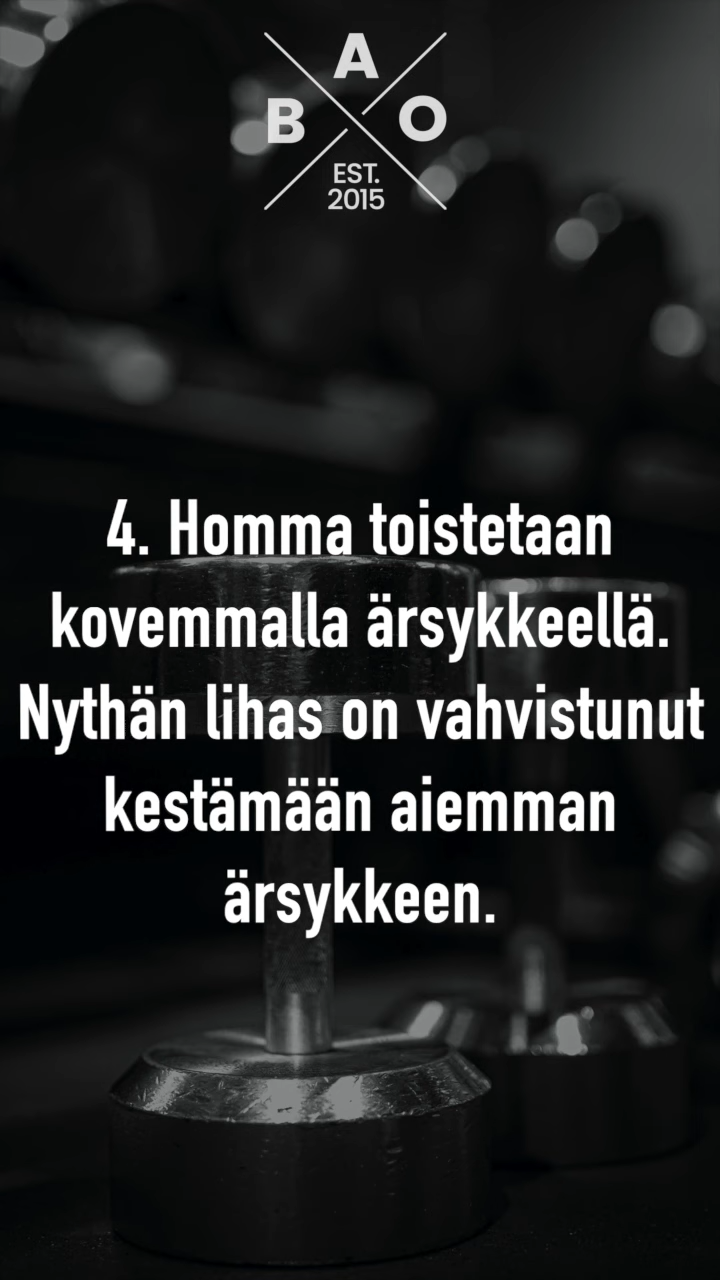 A
B O
EST.
2015
4. Homma toistetaan
kovemmalla ärsykkeellä.
Nythän lihas on vahvistunut
kestämään aiemman
ärsykkeen.